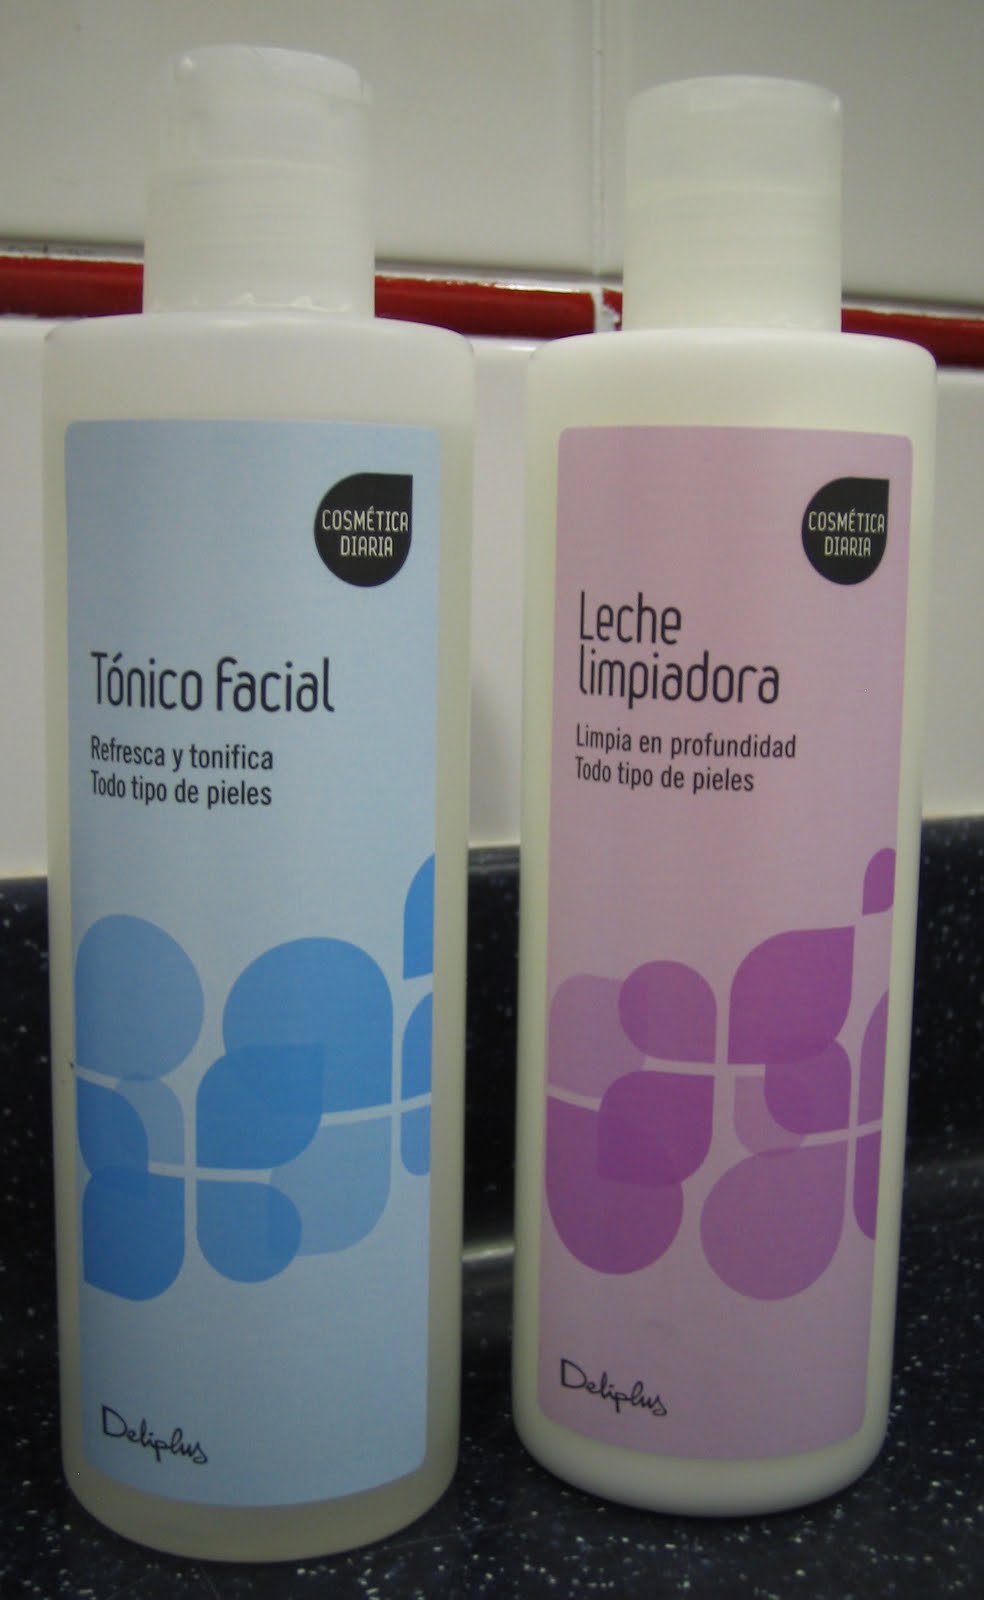 COSMÉTICA
DIARIA
Tónico facial
Refresca y tonifica
Todo tipo de pieles
Deliplus
COSMÉTICA
DIARIA
Leche
limpiadora
Limpia en profundidad
Todo tipo de pieles
Deliplus